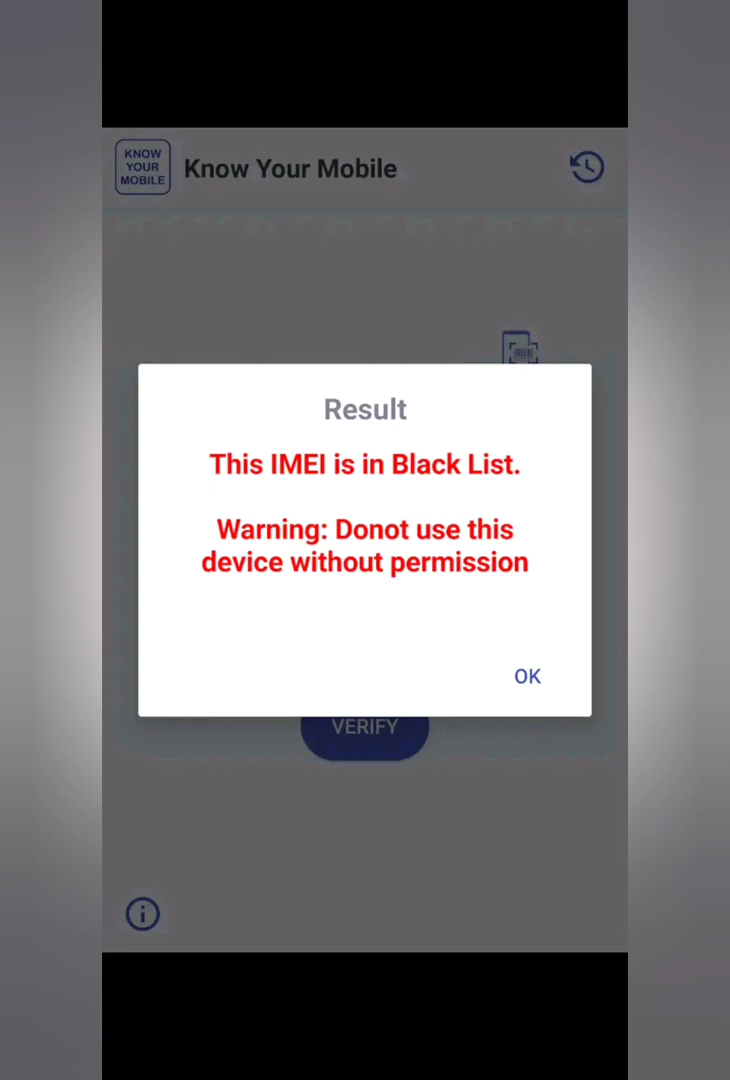 KNOW
YOUR
MOBILE
Know Your Mobile
Result
This IMEI is in Black List.
Warning: Donot use this
device without permission
OK
VERIFY